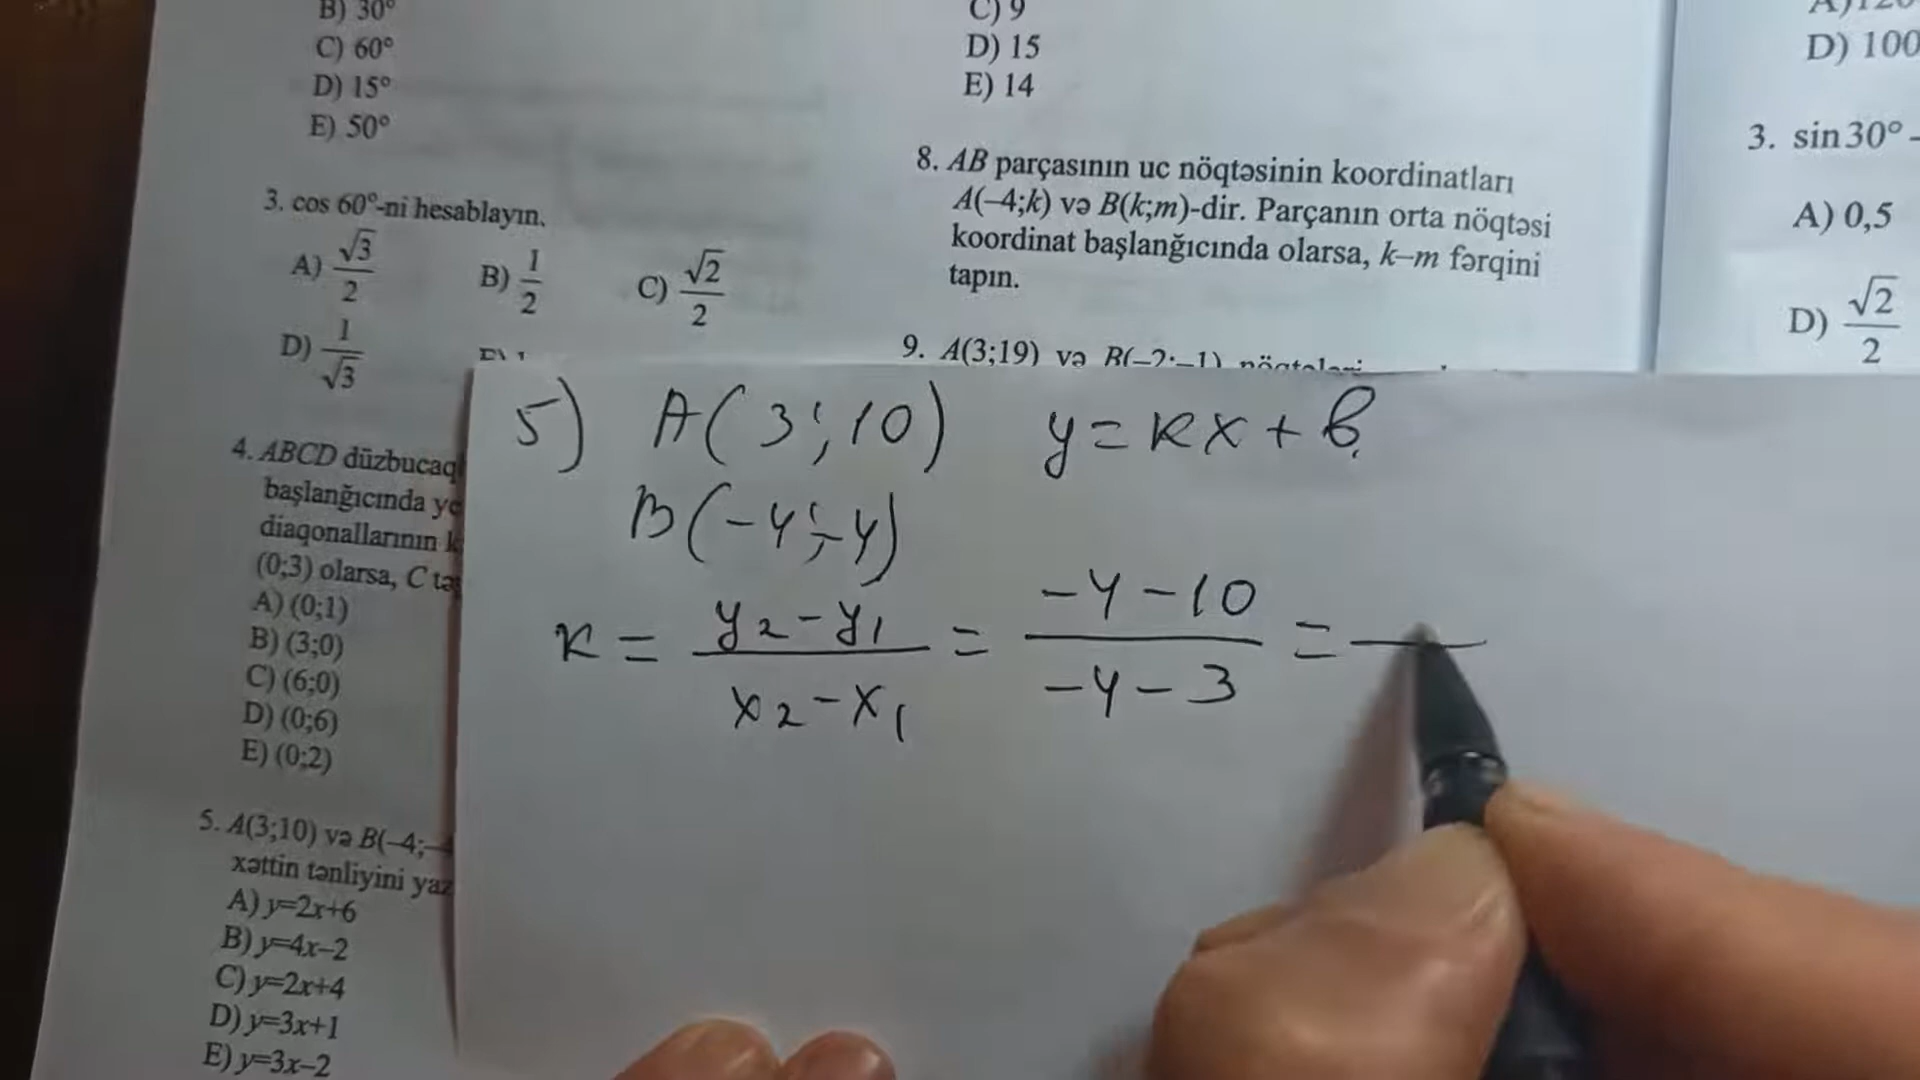 B) 30°
C) 60°
D) 15°
E) 50°
3. cos 60°-ni hesablayın.
A) √3/2 B) 1/2 C) √2/2
D) 1/√3
4. ABCD düzbucaq
başlanğıcında
diaqonallarının k
(0;3) olarsa, C
A) (0;1)
B) (3;0)
C) (6;0)
D) (0;6)
E) (0;2)
5. A(3;10) və B(–4;–
xəttin tənliyini yaz
A) y=2x+6
B) y=4x–2
C) y=2x+4
D) y=3x+1
E) y=3x–2
C) 9
D) 15
E) 14
8. AB parçasının uc nöqtəsinin koordinatları
A(–4;k) və B(k;m)-dir. Parçanın orta nöqtəsi
koordinat başlanğıcında olarsa, k–m fərqini
tapın.
9. A(3;19) və B(–2;–1) nöqtələri
D) 100
3. sin30°-
A) 0,5
D) √2/2
5) A(3;10) y=kx+b
B(-4;-4)
k = (y₂-y₁)/(x₂-x₁) = (-4-10)/(-4-3) =